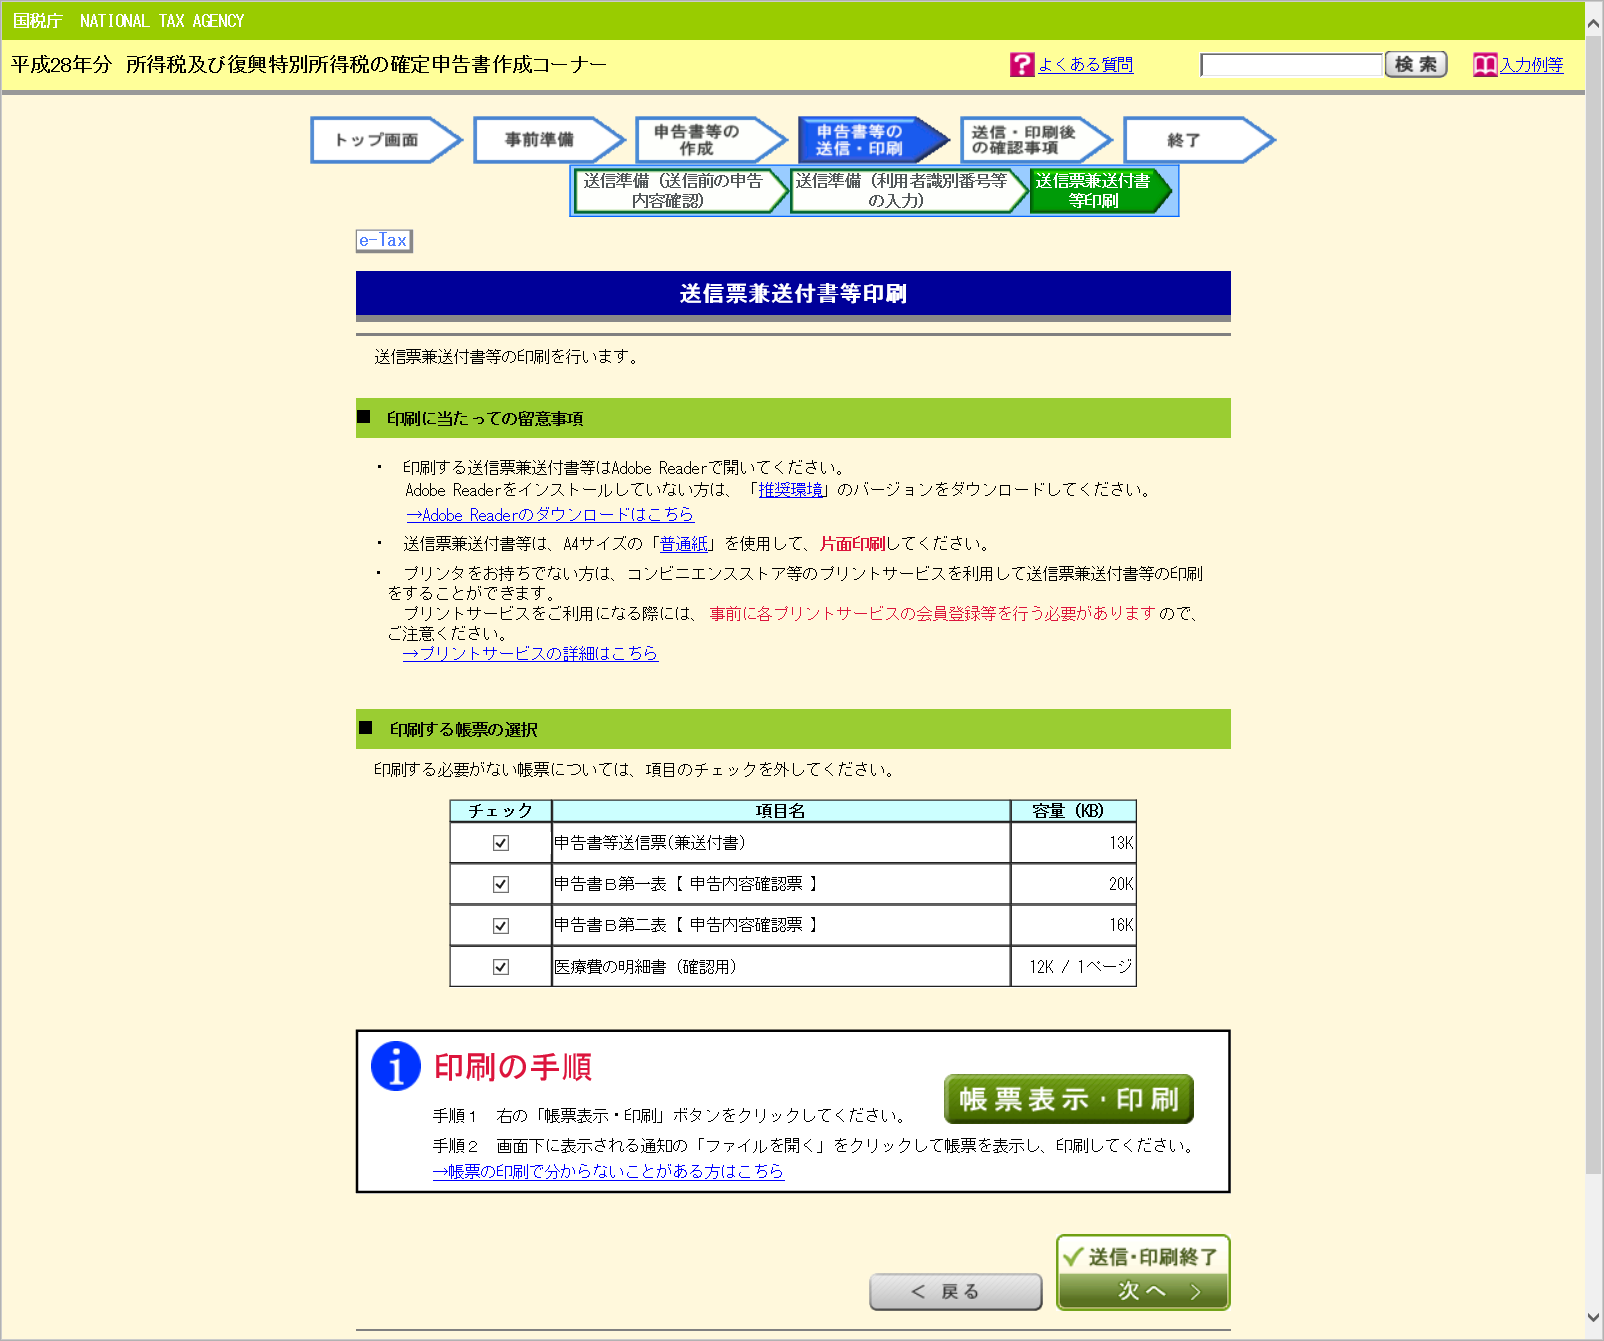 国税庁　NATIONAL TAX AGENCY
平成28年分　所得税及び復興特別所得税の確定申告書作成コーナー
? よくある質問
検索
入力例等
トップ画面
事前準備
申告書等の
作成
申告書等の
送信・印刷
送信・印刷後
の確認事項
終了
送信準備（送信前の申告
内容確認）
送信準備（利用者識別番号等
の入力）
送信票兼送付書
等印刷
e-Tax
送信票兼送付書等印刷
送信票兼送付書等の印刷を行います。
■　印刷に当たっての留意事項
・　印刷する送信票兼送付書等はAdobe Readerで開いてください。
Adobe Readerをインストールしていない方は、「推奨環境」のバージョンをダウンロードしてください。
→Adobe Readerのダウンロードはこちら
・　送信票兼送付書等は、A4サイズの「普通紙」を使用して、片面印刷してください。
・　プリンタをお持ちでない方は、コンビニエンスストア等のプリントサービスを利用して送信票兼送付書等の印刷
をすることができます。
プリントサービスをご利用になる際には、事前に各プリントサービスの会員登録等を行う必要がありますので、
ご注意ください。
→プリントサービスの詳細はこちら
■　印刷する帳票の選択
印刷する必要がない帳票については、項目のチェックを外してください。
チェック　項目名　容量（KB）
申告書等送信票（兼送付書）　13K
申告書Ｂ第一表【 申告内容確認票 】　20K
申告書Ｂ第二表【 申告内容確認票 】　16K
医療費の明細書（確認用）　12K / 1ページ
i 印刷の手順
帳票表示・印刷
手順１　右の「帳票表示・印刷」ボタンをクリックしてください。
手順２　画面下に表示される通知の「ファイルを開く」をクリックして帳票を表示し、印刷してください。
→帳票の印刷で分からないことがある方はこちら
送信・印刷終了
＜ 戻る
次へ ＞